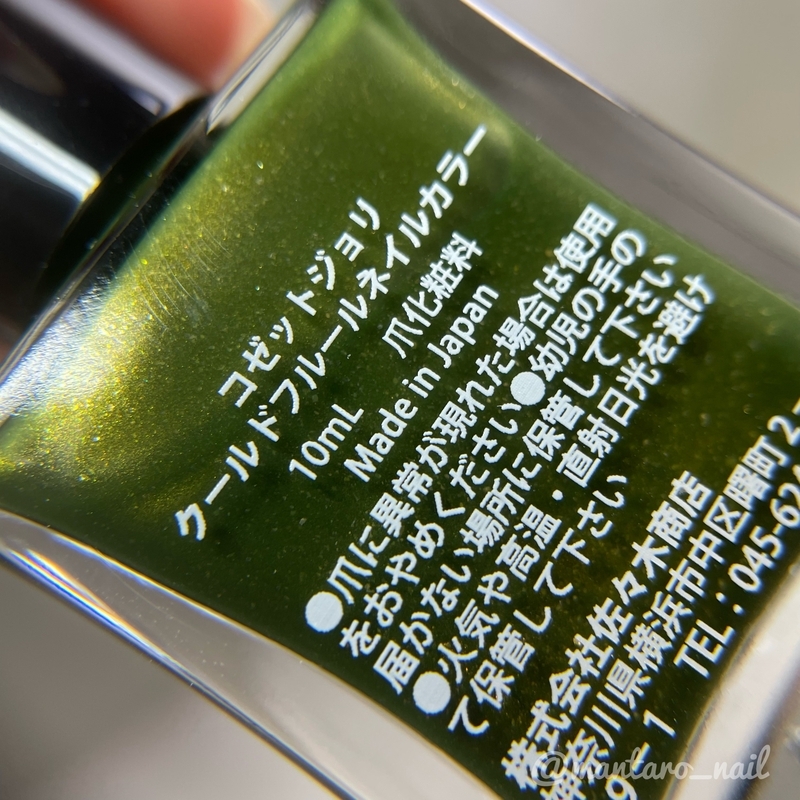 コゼットジョリ
クールドフルールネイルカラー
10mL 爪化粧料
Made in Japan
●爪に異常が現れた場合は使用
をおやめください●幼児の手の
届かない場所に保管して下さい
●火気や高温・直射日光を避け
て保管して下さい
株式会社佐々木商店
神奈川県横浜市中区曙町2-
9-1 TEL:045-62
@mantaro_nail